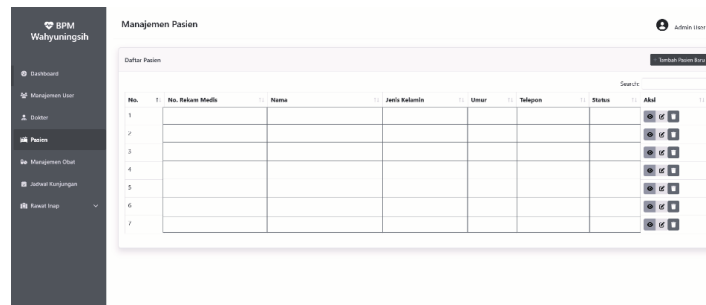 BPM
Wahyuningsih
Dashboard
Manajemen User
Dokter
Pasien
Manajemen Obat
Jadwal Kunjungan
Rawat Inap
Manajemen Pasien
Admin User
Daftar Pasien
Tambah Pasien Baru
Search:
No. No. Rekam Medis Nama Jenis Kelamin Umur Telepon Status Aksi
1
2
3
4
5
6
7